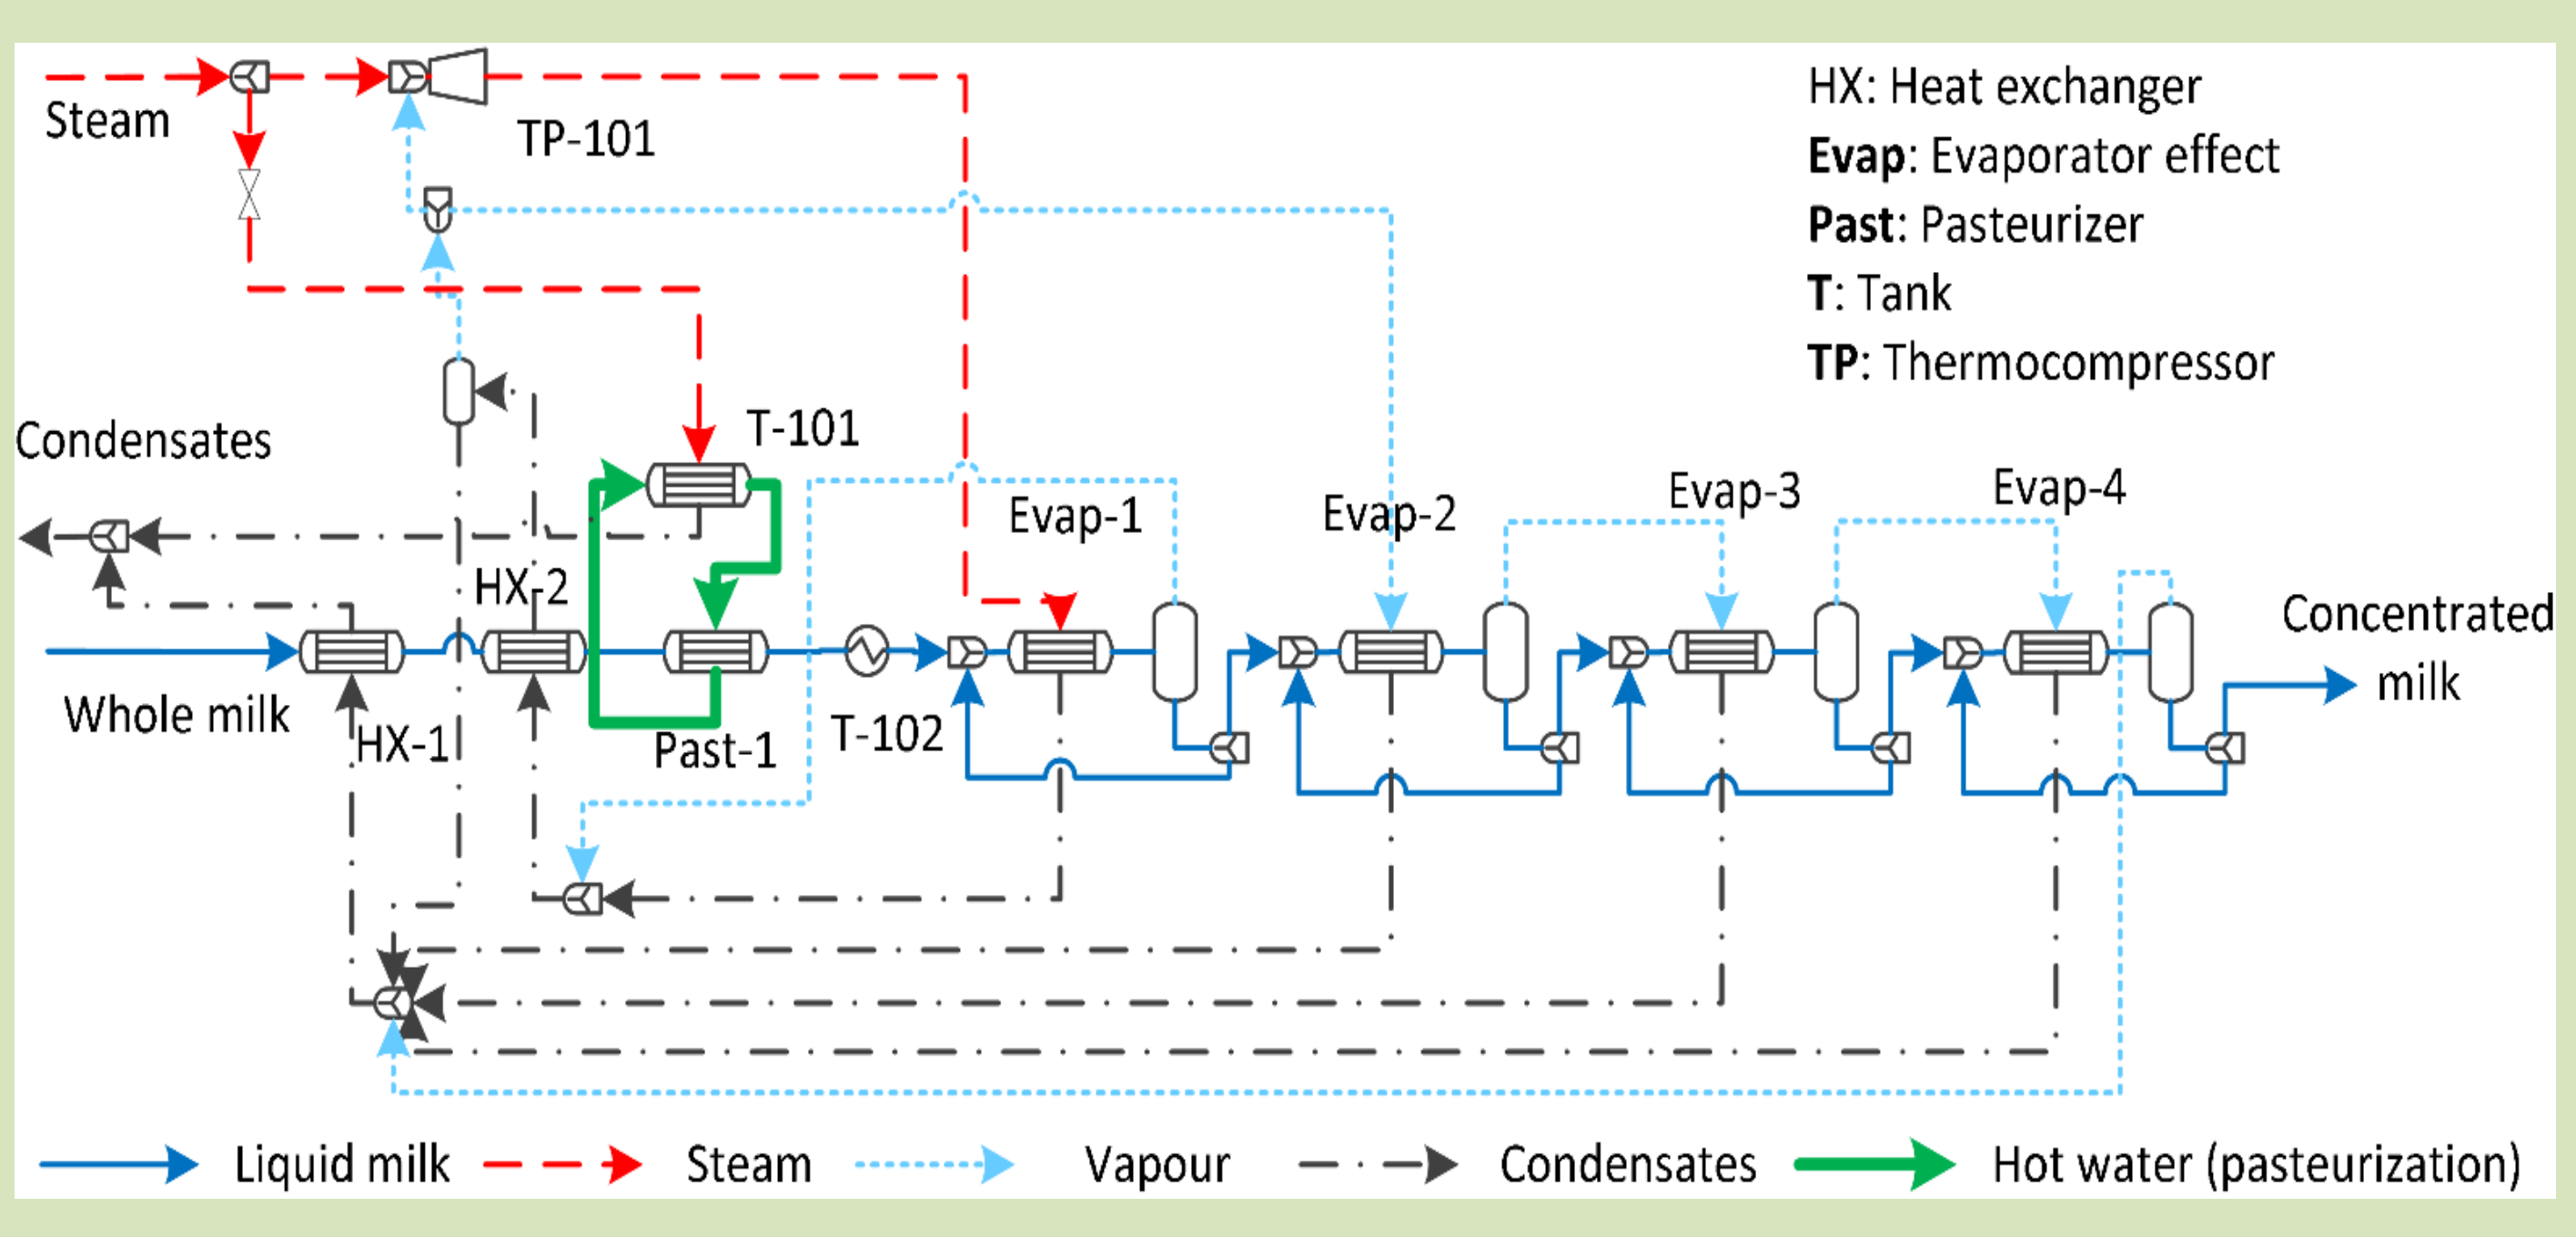 Steam
TP-101
HX: Heat exchanger
Evap: Evaporator effect
Past: Pasteurizer
T: Tank
TP: Thermocompressor
Condensates
T-101
Evap-1
Evap-2
Evap-3
Evap-4
HX-2
Whole milk
HX-1
Past-1
T-102
Concentrated
milk
Liquid milk
Steam
Vapour
Condensates
Hot water (pasteurization)